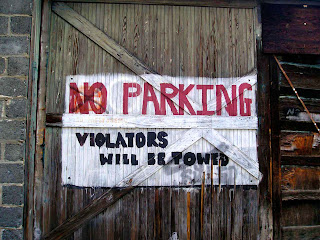 NO PARKING
VIOLATORS
WILL BE TOWED